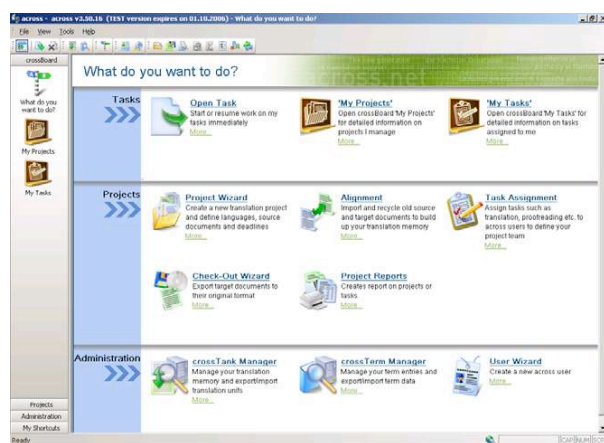 across - across v3.50.16 (TEST version expires on 01.10.2006) - What do you want to do?
File View Tools Help
crossBoard
What do you want to do?
My Projects
My Tasks
Projects
Administration
My Shortcuts
Ready
What do you want to do?
across.net
Tasks
Open Task
Start or resume work on my
tasks immediately
More...
'My Projects'
Open crossBoard 'My Projects'
for detailed information on
projects I manage
More...
'My Tasks'
Open crossBoard 'My Tasks' for
detailed information on tasks
assigned to me
More...
Projects
Project Wizard
Create a new translation project
and define languages, source
documents and deadlines
More...
Alignment
Import and recycle old source
and target documents to build
up your translation memory
More...
Task Assignment
Assign tasks such as
translation, proofreading etc. to
across users to define your
project team
More...
Check-Out Wizard
Export target documents to
their original format
More...
Project Reports
Creates report on projects or
tasks
More...
Administration
crossTank Manager
Manage your translation
memory and export/import
translation units
More...
crossTerm Manager
Manage your term entries and
export/import term data
More...
User Wizard
Create a new across user
More...